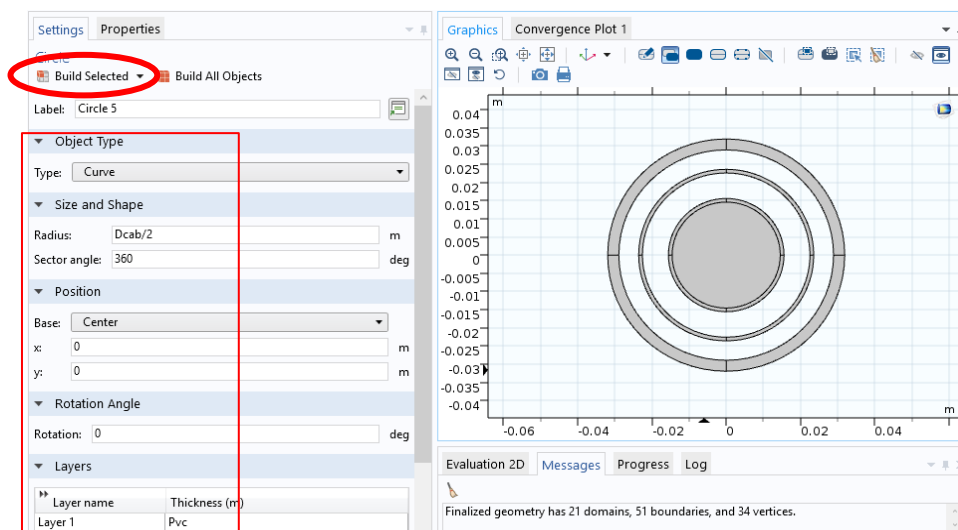 Settings Properties
Circle
Build Selected Build All Objects
Label: Circle 5
Object Type
Type: Curve
Size and Shape
Radius: Dcab/2 m
Sector angle: 360 deg
Position
Base: Center
x: 0 m
y: 0 m
Rotation Angle
Rotation: 0 deg
Layers
Layer name Thickness (m)
Layer 1 Pvc
Graphics Convergence Plot 1
m
0.04
0.035
0.03
0.025
0.02
0.015
0.01
0.005
0
-0.005
-0.01
-0.015
-0.02
-0.025
-0.03
-0.035
-0.04
m
-0.06 -0.04 -0.02 0 0.02 0.04
Evaluation 2D Messages Progress Log
Finalized geometry has 21 domains, 51 boundaries, and 34 vertices.